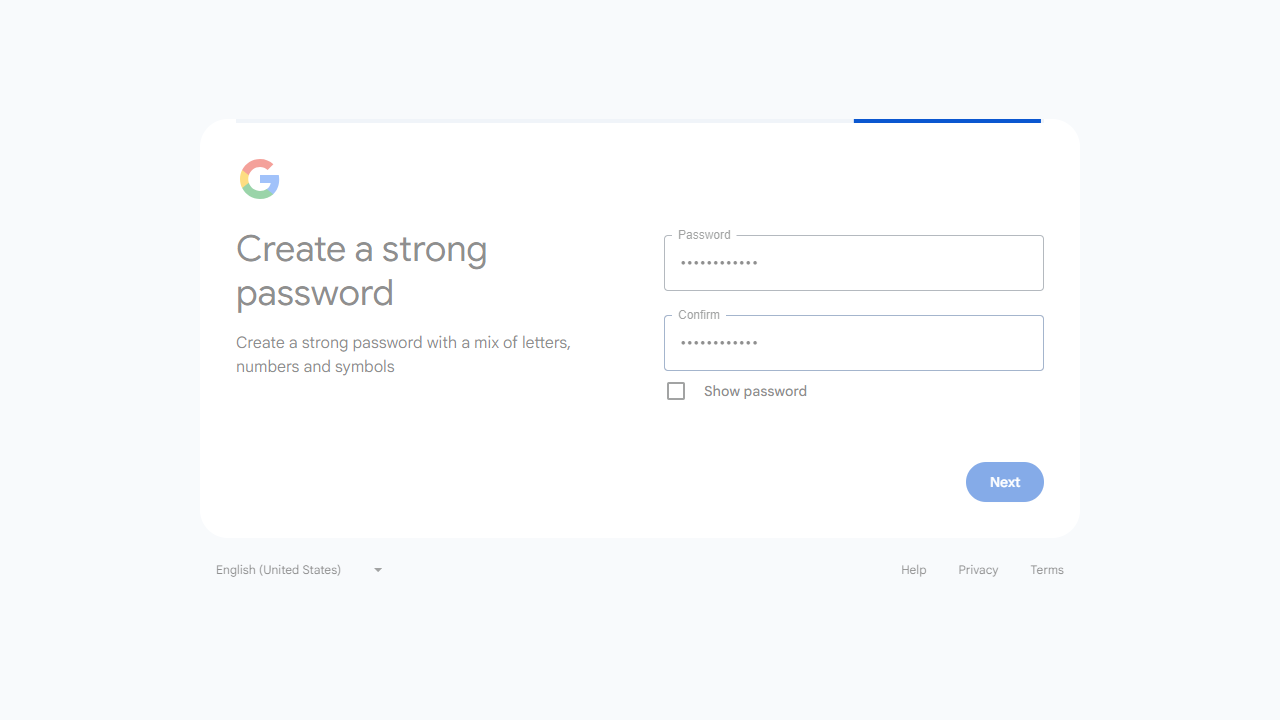 Create a strong
password
Create a strong password with a mix of letters,
numbers and symbols
Password
••••••••••••
Confirm
••••••••••••
Show password
Next
English (United States)
Help
Privacy
Terms